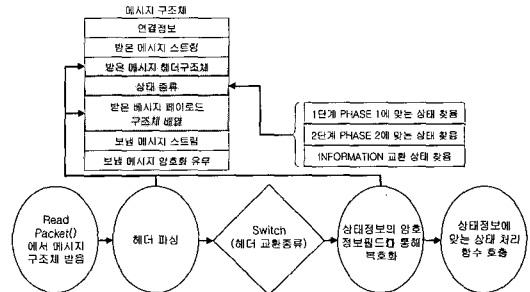 메시지 구조체
연결정보
받은 메시지 스트링
받은 메시지 헤더구조체
상태 종류
받은 메시지 페이로드
구조체 배열
보낼 메시지 스트링
보낼 메시지 암호화 유무
1단계 PHASE 1에 맞는 상태 찾음
2단계 PHASE 2에 맞는 상태 찾음
INFORMATION 교환 상태 찾음
Read
Packet()
에서 메시지
구조체 받음
헤더 파싱
Switch
(헤더 교환종류)
상태정보의 암호
정보필드를 통해
복호화
상태정보에
맞는 상태 처리
함수 호출